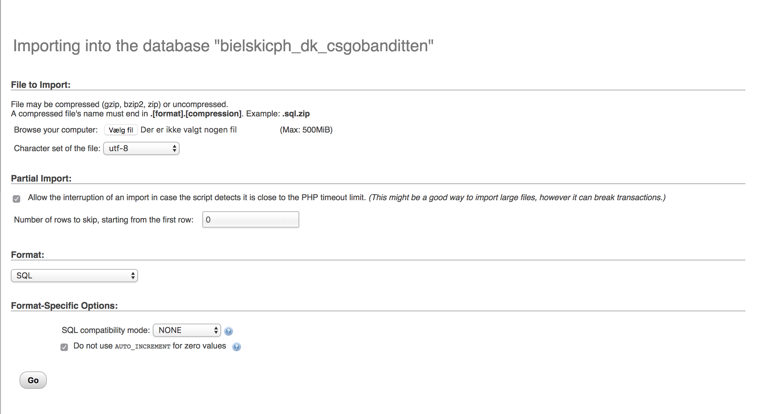 Importing into the database "bielskicph_dk_csgobanditten"
File to Import:
File may be compressed (gzip, bzip2, zip) or uncompressed.
A compressed file's name must end in .[format].[compression]. Example: .sql.zip
Browse your computer: Vælg fil Der er ikke valgt nogen fil (Max: 500MiB)
Character set of the file: utf-8
Partial Import:
Allow the interruption of an import in case the script detects it is close to the PHP timeout limit. (This might be a good way to import large files, however it can break transactions.)
Number of rows to skip, starting from the first row: 0
Format:
SQL
Format-Specific Options:
SQL compatibility mode: NONE
Do not use AUTO_INCREMENT for zero values
Go